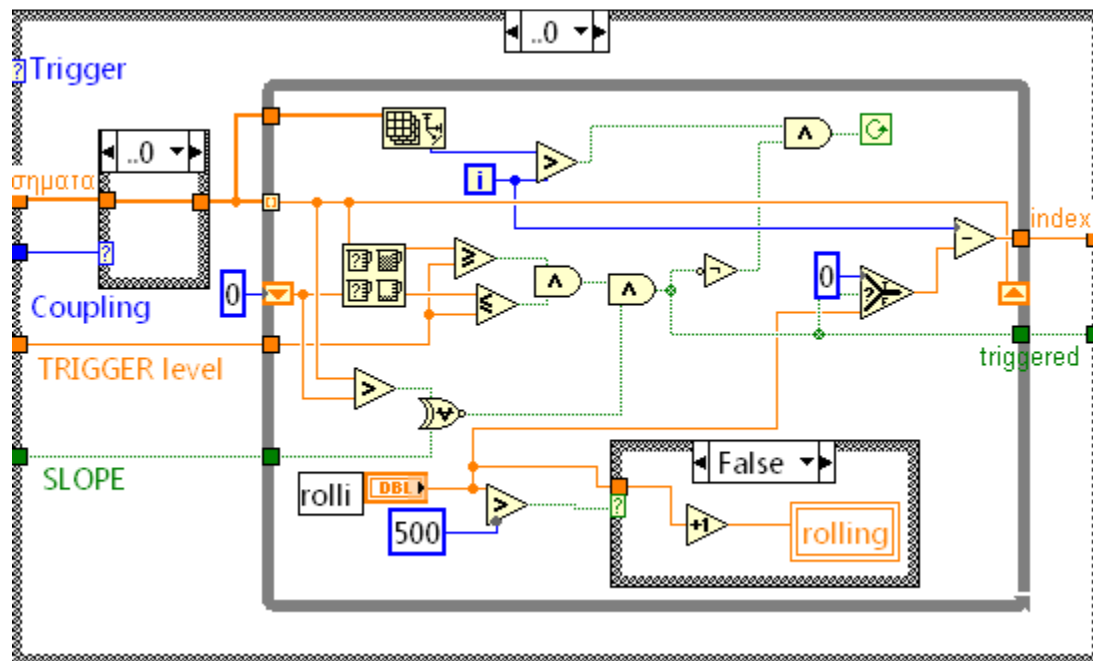 ..0
Trigger
..0
σηματα
i
index
0
0
Coupling
TRIGGER level
triggered
SLOPE
False
rolli
DBL
500
+1
rolling